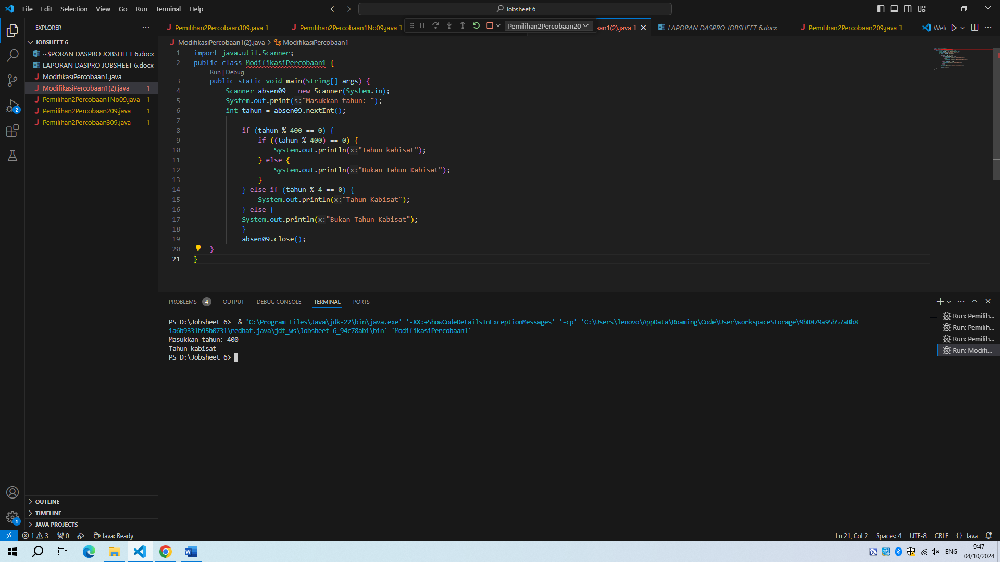 File Edit Selection View Go Run Terminal Help
Jobsheet 6
EXPLORER
JOBSHEET 6
~$PORAN DASPRO JOBSHEET 6.docx
LAPORAN DASPRO JOBSHEET 6.docx
ModifikasiPercobaan1.java
ModifikasiPercobaan1(2).java 1
Pemilihan2Percobaan1No09.java 1
Pemilihan2Percobaan209.java 1
Pemilihan2Percobaan309.java 1
2
OUTLINE
TIMELINE
JAVA PROJECTS
1
Pemilihan2Percobaan309.java 1
Pemilihan2Percobaan1No09.java 1
Pemilihan2Percobaan20
aan1(2).java 1
LAPORAN DASPRO JOBSHEET 6.docx
Pemilihan2Percobaan209.java 1
Welc
ModifikasiPercobaan1(2).java > ModifikasiPercobaan1
1 import java.util.Scanner;
2 public class ModifikasiPercobaan1 {
Run | Debug
3 public static void main(String[] args) {
4 Scanner absen09 = new Scanner(System.in);
5 System.out.print(s:"Masukkan tahun: ");
6 int tahun = absen09.nextInt();
7
8 if (tahun % 400 == 0) {
9 if ((tahun % 400) == 0) {
10 System.out.println(x:"Tahun kabisat");
11 } else {
12 System.out.println(x:"Bukan Tahun Kabisat");
13 }
14 } else if (tahun % 4 == 0) {
15 System.out.println(x:"Tahun Kabisat");
16 } else {
17 System.out.println(x:"Bukan Tahun Kabisat");
18 }
19 absen09.close();
20 }
21 }
PROBLEMS 4 OUTPUT DEBUG CONSOLE TERMINAL PORTS
PS D:\Jobsheet 6>  & 'C:\Program Files\Java\jdk-22\bin\java.exe' '-XX:+ShowCodeDetailsInExceptionMessages' '-cp' 'C:\Users\lenovo\AppData\Roaming\Code\User\workspaceStorage\9b8879a95b57a8b8
1a6b9331b95b0731\redhat.java\jdt_ws\Jobsheet 6_94c78ab1\bin' 'ModifikasiPercobaan1'
Masukkan tahun: 400
Tahun kabisat
PS D:\Jobsheet 6>
Run: Pemilih...
Run: Pemilih...
Run: Pemilih...
Run: Modifi...
1 3 0 Java: Ready
Ln 21, Col 2 Spaces: 4 UTF-8 CRLF {} Java
ENG
9:47
04/10/2024